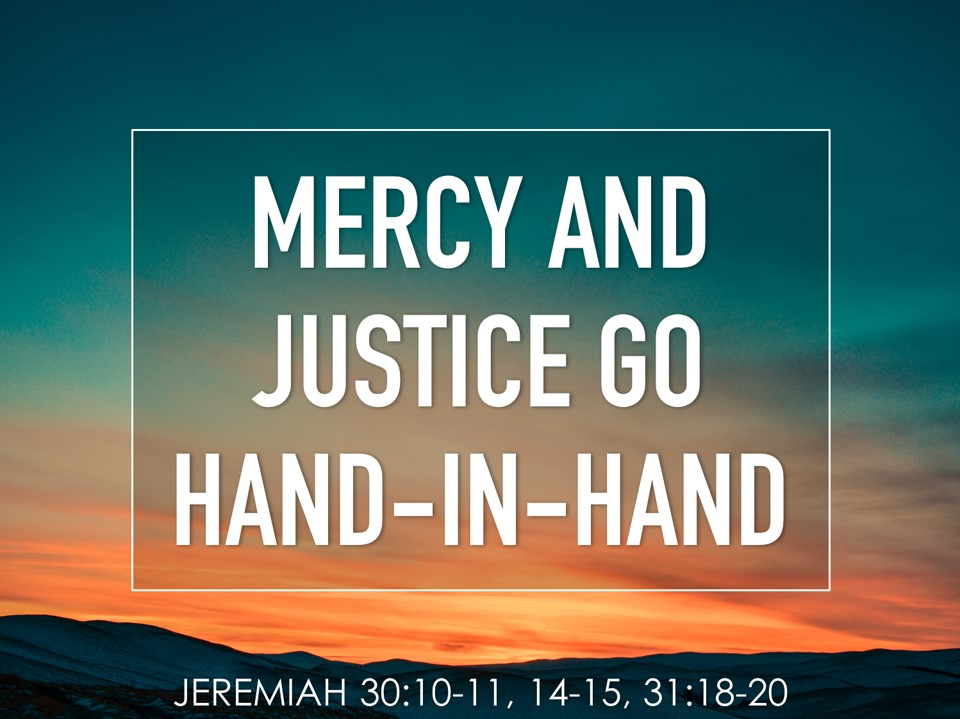 MERCY AND
JUSTICE GO
HAND-IN-HAND
JEREMIAH 30:10-11, 14-15, 31:18-20